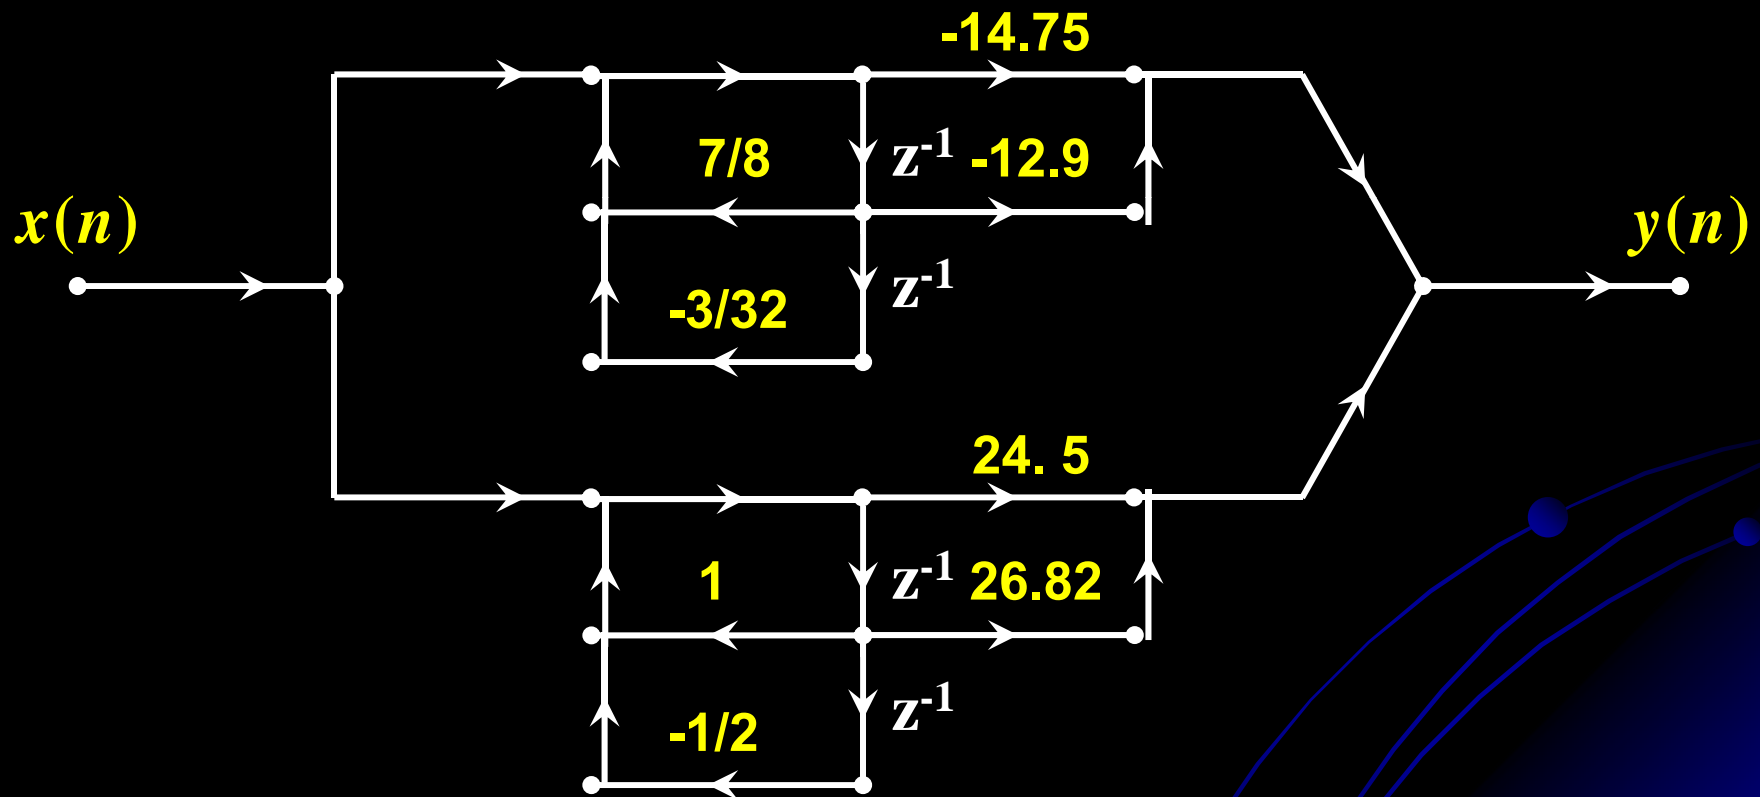 -14.75
7/8
z-1
-12.9
x(n)
y(n)
-3/32
z-1
24. 5
1
z-1
26.82
-1/2
z-1